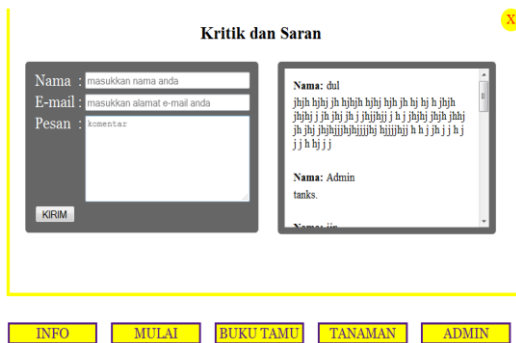 X
Kritik dan Saran
Nama : masukkan nama anda
E-mail : masukkan alamat e-mail anda
Pesan : komentar
KIRIM
Nama: dul
jhjh hjhj jh hjhjh hjhj hjh jh hj hj h jhjh
jhjhj j jh jhj jh j jhjjhjj j h j jhjhj jhjh jhhj
jh jhj jhjhjjjhjhjjjjhj hjjjjhjj h h j jh j j h j
j j h hj j j
Nama: Admin
tanks.
Nama: iin
INFO MULAI BUKU TAMU TANAMAN ADMIN